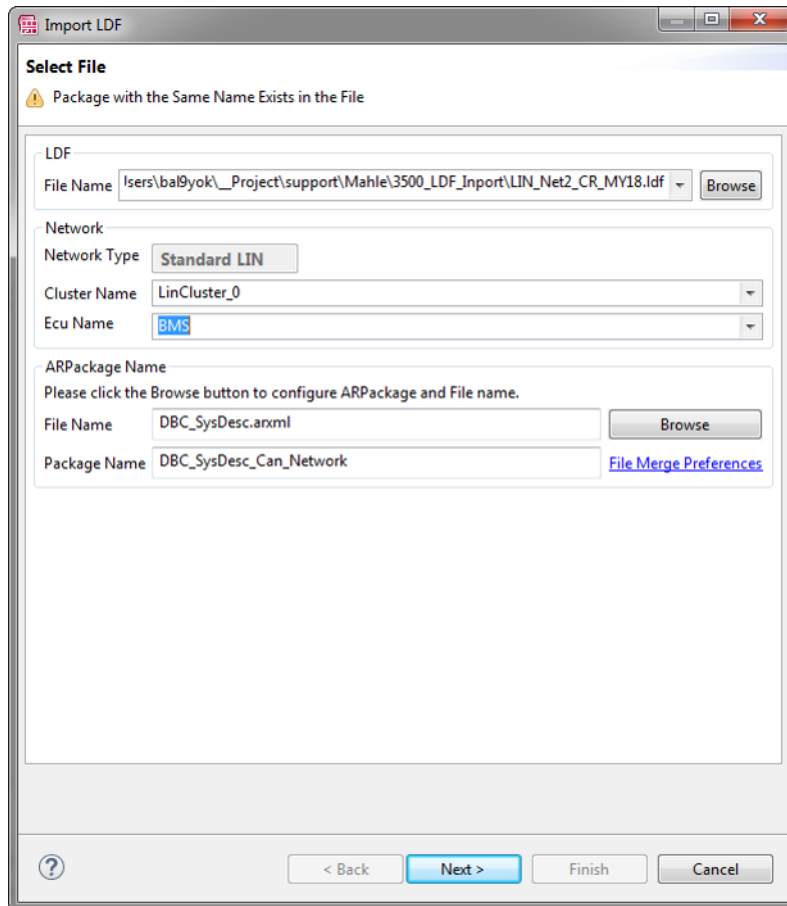 Import LDF
Select File
Package with the Same Name Exists in the File
LDF
File Name lsers\bal9yok\__Project\support\Mahle\3500_LDF_Inport\LIN_Net2_CR_MY18.ldf Browse
Network
Network Type Standard LIN
Cluster Name LinCluster_0
Ecu Name BMS
ARPackage Name
Please click the Browse button to configure ARPackage and File name.
File Name DBC_SysDesc.arxml Browse
Package Name DBC_SysDesc_Can_Network File Merge Preferences
? < Back Next > Finish Cancel